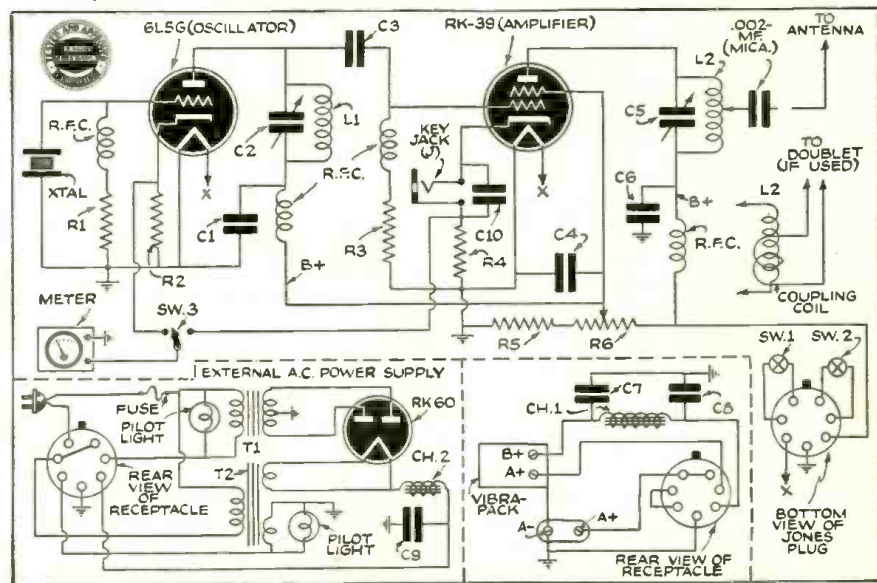 6L5G (OSCILLATOR)
C3
RK-39 (AMPLIFIER)
.002-
MF.
(MICA.)
TO
ANTENNA
L2
R.F.C.
C2
L1
C5
KEY
JACK
(J)
R.F.C.
TO
DOUBLET
(IF USED)
XTAL
X
X
C6
B+
L2
R1
C1
R3
C10
R.F.C.
R2
R4
C4
B+
COUPLING
COIL
METER
SW.3
R5
R6
SW.1
SW.2
EXTERNAL A.C. POWER SUPPLY
FUSE
PILOT
LIGHT
RK60
C7
CH.1
C8
T1
B+
A+
CH.2
REAR
VIEW OF
RECEPTACLE
T2
VIBRA-
PACK
X
A-
A+
PILOT
LIGHT
C9
REAR VIEW OF
RECEPTACLE
BOTTOM
VIEW OF
JONES
PLUG